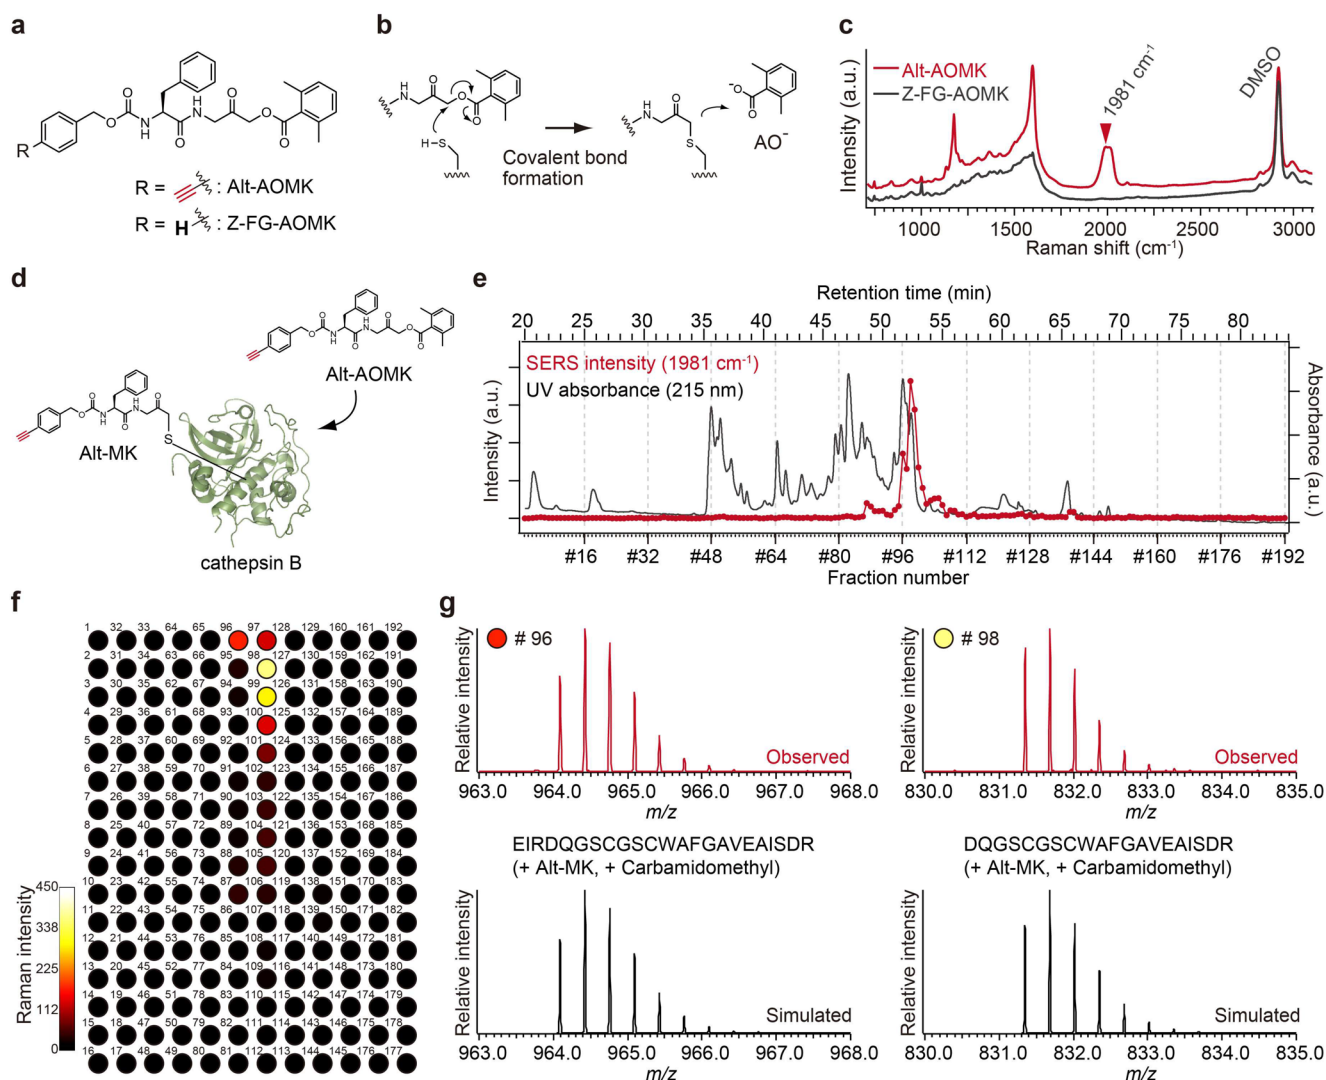 a
R
O
O
N
H
O
H
N
O
O
O
R = : Alt-AOMK
R = H : Z-FG-AOMK
b
H
N
O
O
O
H-S
Covalent bond
formation
H
N
O
S
-O
O
AO-
c
Intensity (a.u.)
Alt-AOMK
Z-FG-AOMK
1981 cm-1
DMSO
1000 1500 2000 2500 3000
Raman shift (cm-1)
d
Alt-AOMK
Alt-MK
S
cathepsin B
e
Retention time (min)
20 25 30 35 40 45 50 55 60 65 70 75 80
SERS intensity (1981 cm-1)
UV absorbance (215 nm)
Intensity (a.u.)
Absorbance (a.u.)
#16 #32 #48 #64 #80 #96 #112 #128 #144 #160 #176 #192
Fraction number
f
1 32 33 64 65 96 97 128 129 160 161 192
2 31 34 63 66 95 98 127 130 159 162 191
3 30 35 62 67 94 99 126 131 158 163 190
4 29 36 61 68 93 100 125 132 157 164 189
5 28 37 60 69 92 101 124 133 156 165 188
6 27 38 59 70 91 102 123 134 155 166 187
7 26 39 58 71 90 103 122 135 154 167 186
8 25 40 57 72 89 104 121 136 153 168 185
9 24 41 56 73 88 105 120 137 152 169 184
10 23 42 55 74 87 106 119 138 151 170 183
11 22 43 54 75 86 107 118 139 150 171 182
12 21 44 53 76 85 108 117 140 149 172 181
13 20 45 52 77 84 109 116 141 148 173 180
14 19 46 51 78 83 110 115 142 147 174 179
15 18 47 50 79 82 111 114 143 146 175 178
16 17 48 49 80 81 112 113 144 145 176 177
Raman intensity
450
338
225
112
0
g
# 96
Relative intensity
Observed
963.0 964.0 965.0 966.0 967.0 968.0
m/z
EIRDQGSCGSCWAFGAVEAISDR
(+ Alt-MK, + Carbamidomethyl)
Relative intensity
Simulated
963.0 964.0 965.0 966.0 967.0 968.0
m/z
# 98
Relative intensity
Observed
830.0 831.0 832.0 833.0 834.0 835.0
m/z
DQGSCGSCWAFGAVEAISDR
(+ Alt-MK, + Carbamidomethyl)
Relative intensity
Simulated
830.0 831.0 832.0 833.0 834.0 835.0
m/z